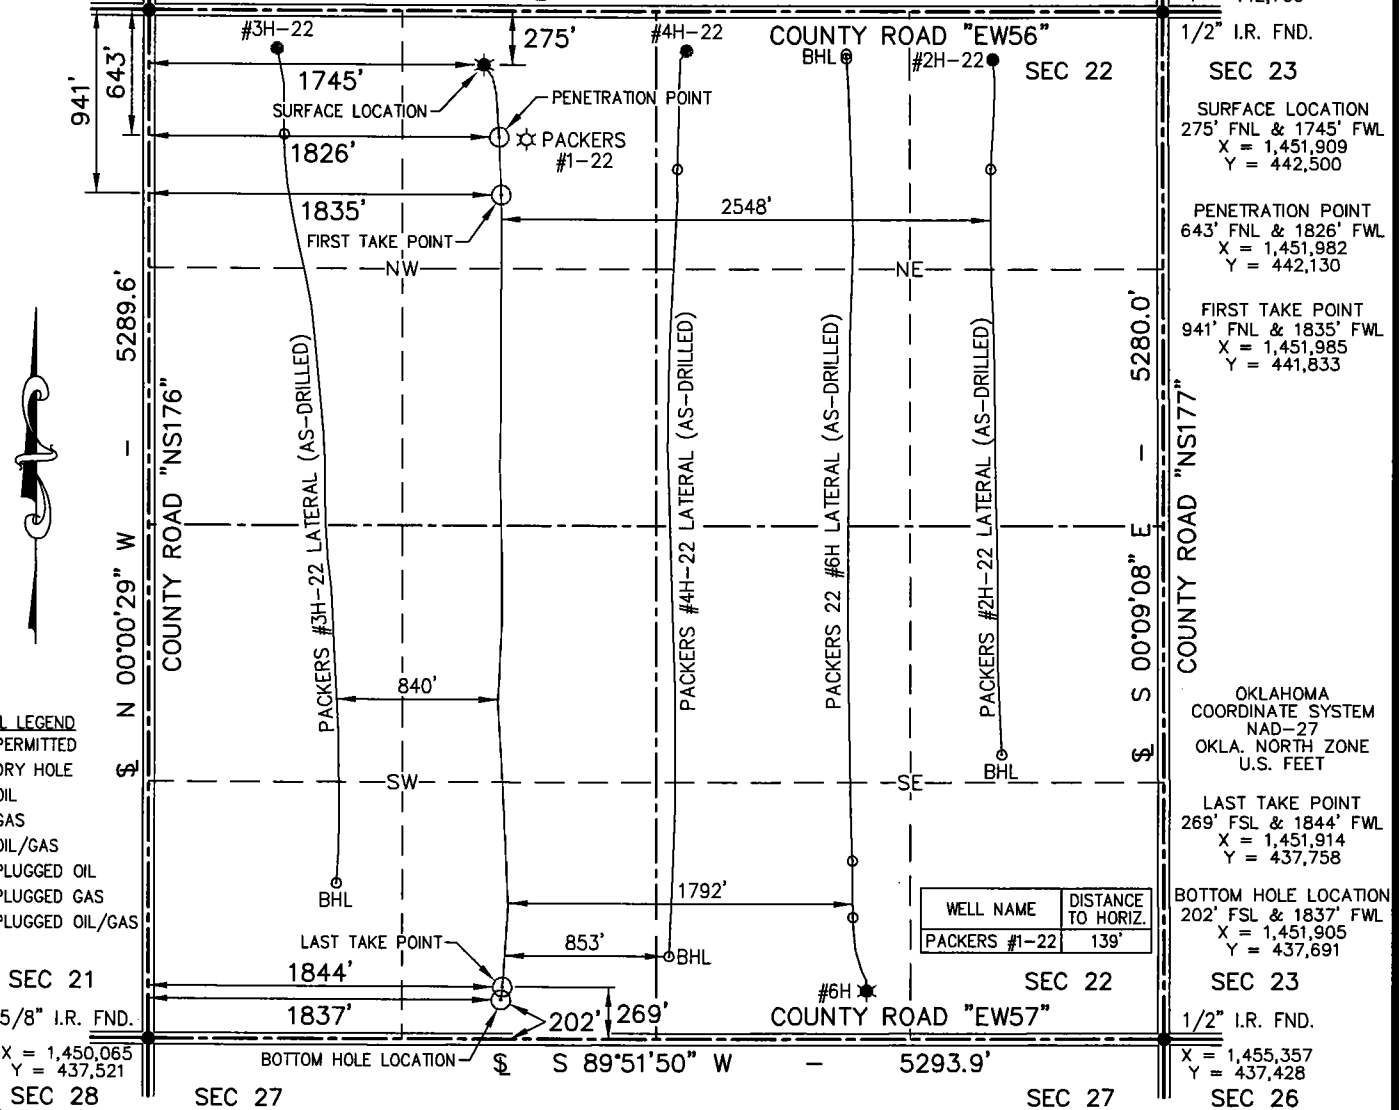 #3H-22
275'
#4H-22
COUNTY ROAD "EW56"
BHL
#2H-22
1/2" I.R. FND.
SEC 22
SEC 23
643'
941'
1745'
SURFACE LOCATION
PENETRATION POINT
PACKERS
#1-22
1826'
1835'
FIRST TAKE POINT
2548'
NW
NE
SURFACE LOCATION
275' FNL & 1745' FWL
X = 1,451,909
Y = 442,500
PENETRATION POINT
643' FNL & 1826' FWL
X = 1,451,982
Y = 442,130
FIRST TAKE POINT
941' FNL & 1835' FWL
X = 1,451,985
Y = 441,833
N 00°00'29" W - 5289.6'
COUNTY ROAD "NS176"
PACKERS #3H-22 LATERAL (AS-DRILLED)
PACKERS #4H-22 LATERAL (AS-DRILLED)
PACKERS 22 #6H LATERAL (AS-DRILLED)
PACKERS #2H-22 LATERAL (AS-DRILLED)
S 00°09'08" E - 5280.0'
COUNTY ROAD "NS177"
840'
L LEGEND
PERMITTED
DRY HOLE
OIL
GAS
OIL/GAS
PLUGGED OIL
PLUGGED GAS
PLUGGED OIL/GAS
OKLAHOMA
COORDINATE SYSTEM
NAD-27
OKLA. NORTH ZONE
U.S. FEET
BHL
SW
SE
LAST TAKE POINT
269' FSL & 1844' FWL
X = 1,451,914
Y = 437,758
BHL
1792'
WELL NAME DISTANCE TO HORIZ.
PACKERS #1-22 139'
BOTTOM HOLE LOCATION
202' FSL & 1837' FWL
X = 1,451,905
Y = 437,691
LAST TAKE POINT
853'
BHL
SEC 21
1844'
#6H
SEC 22
SEC 23
5/8" I.R. FND.
1837'
202'
269'
COUNTY ROAD "EW57"
1/2" I.R. FND.
X = 1,450,065
Y = 437,521
BOTTOM HOLE LOCATION
S 89°51'50" W - 5293.9'
X = 1,455,357
Y = 437,428
SEC 28
SEC 27
SEC 27
SEC 26